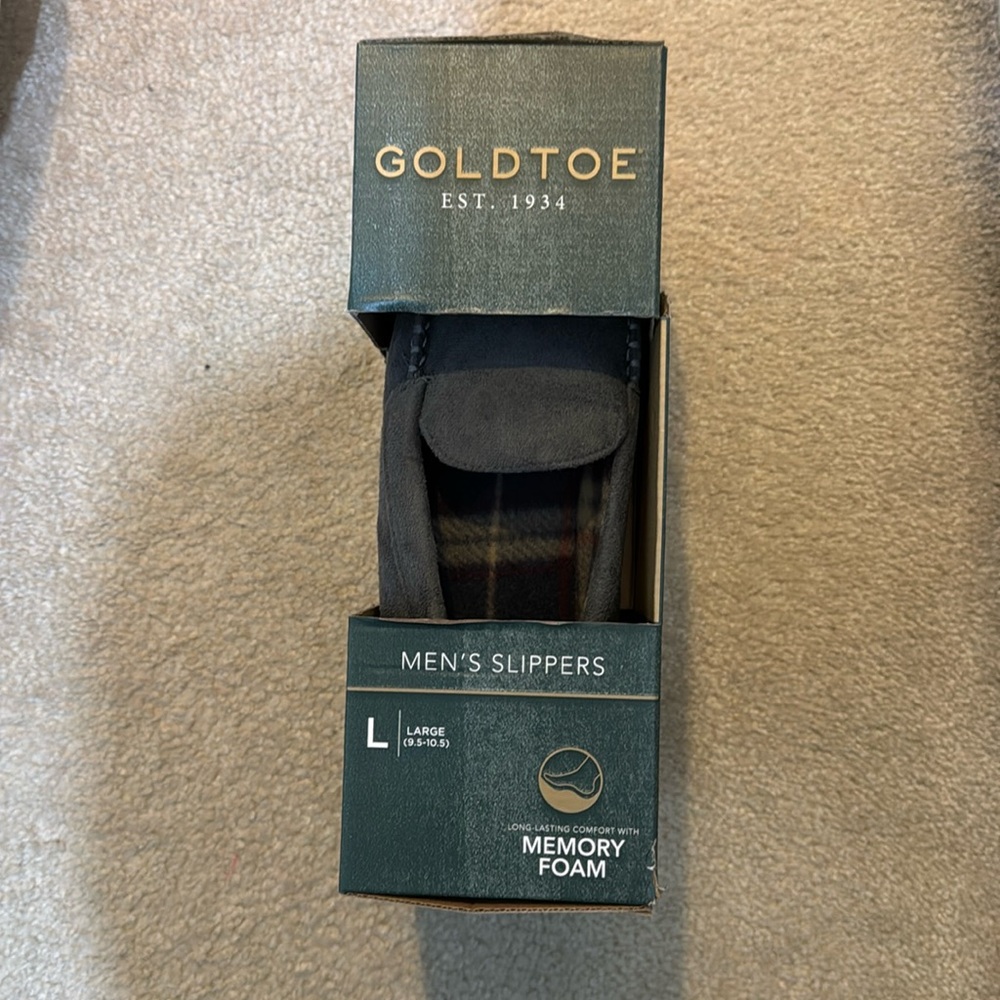 GOLDTOE
EST. 1934
MEN'S SLIPPERS
L
LARGE
(9.5-10.5)
LONG-LASTING COMFORT WITH
MEMORY
FOAM